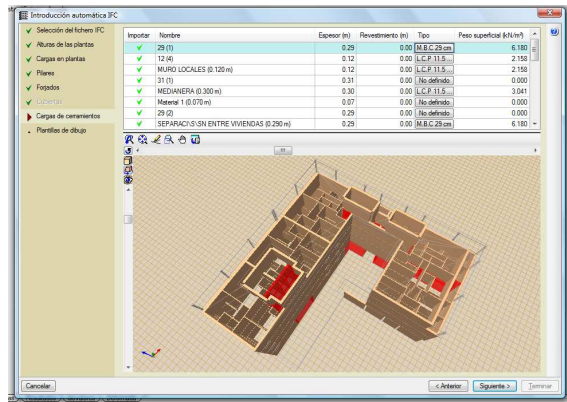 Introducción automática IFC
Selección del fichero IFC
Alturas de las plantas
Cargas en plantas
Pilares
Forjados
Cubiertas
Cargas de cerramientos
Plantillas de dibujo
Importar Nombre Espesor (m) Revestimiento (m) Tipo Peso superficial (kN/m²)
29 (1) 0.29 0.00 M.B.C 29 cm 6.180
12 (4) 0.12 0.00 L.C.P 11.5 ... 2.158
MURO LOCALES (0.120 m) 0.12 0.00 L.C.P 11.5 ... 2.158
31 (1) 0.31 0.00 No definido 0.000
MEDIANERA (0.300 m) 0.30 0.00 L.C.P 11.5 ... 3.041
Material 1 (0.070 m) 0.07 0.00 No definido 0.000
29 (2) 0.29 0.00 No definido 0.000
SEPARACI\S\SN ENTRE VIVIENDAS (0.290 m) 0.29 0.00 M.B.C 29 cm 6.180
Cancelar
< Anterior
Siguiente >
Terminar